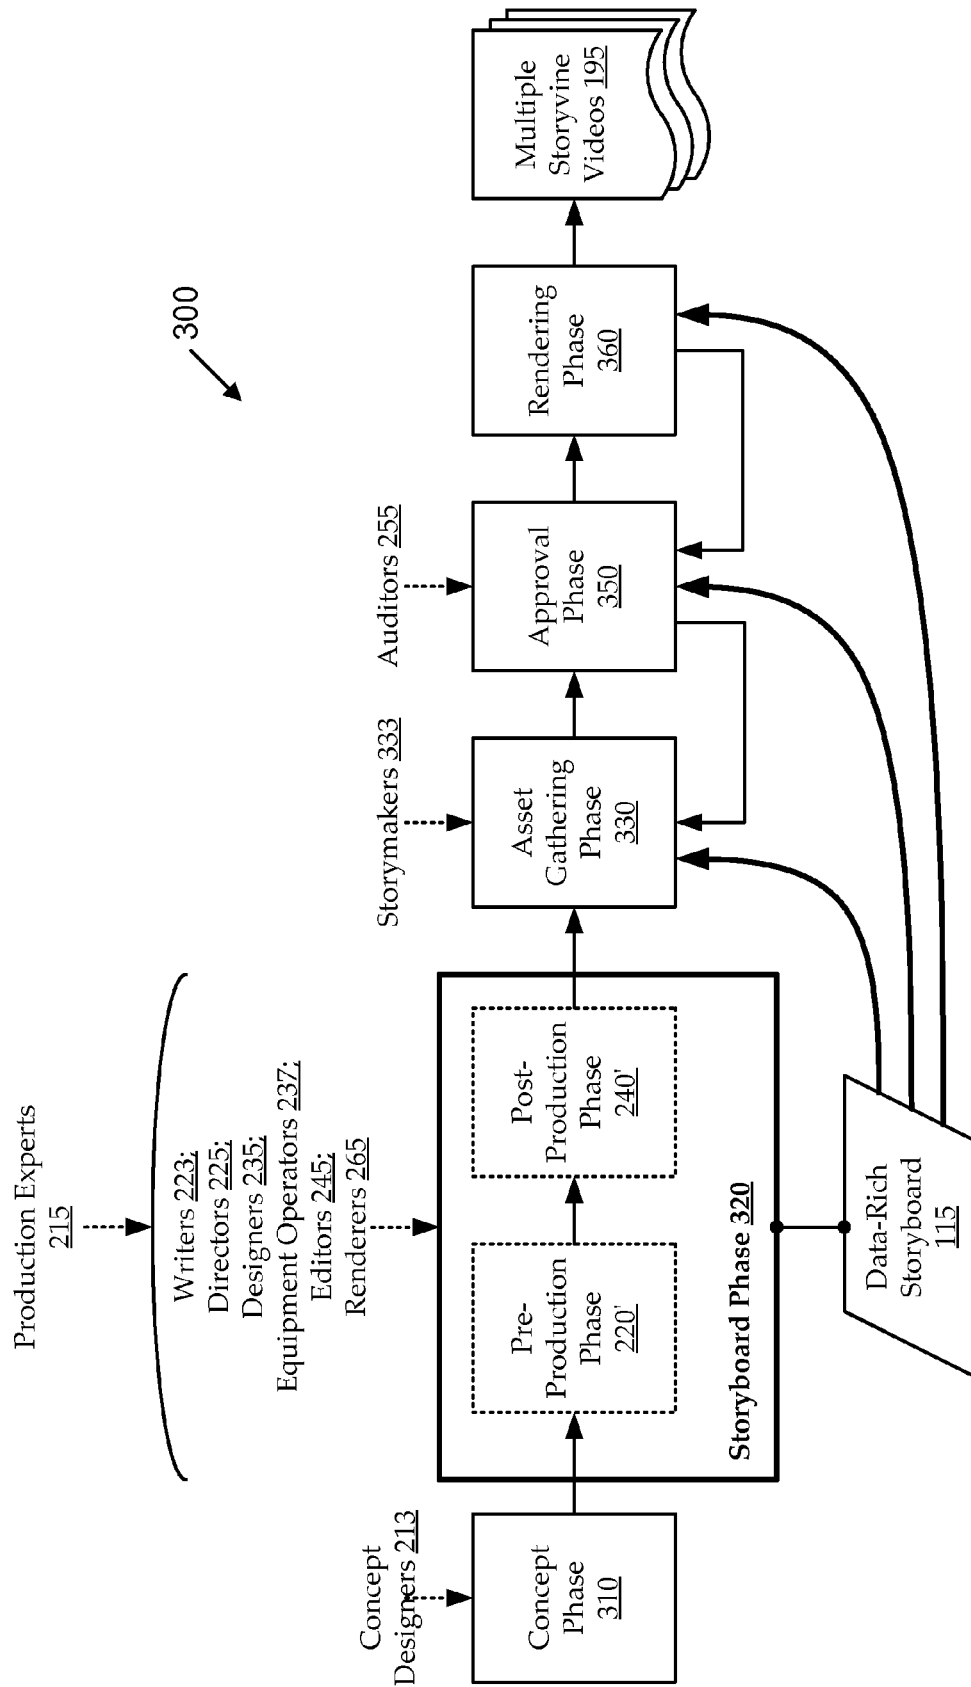 Production Experts
215
Writers 223;
Directors 225;
Designers 235;
Equipment Operators 237;
Editors 245;
Renderers 265
300
Concept
Designers 213
Storymakers 333
Auditors 255
Concept
Phase
310
Pre-
Production
Phase
220'
Post-
Production
Phase
240'
Storyboard Phase 320
Asset
Gathering
Phase
330
Approval
Phase
350
Rendering
Phase
360
Multiple
Storyvine
Videos 195
Data-Rich
Storyboard
115